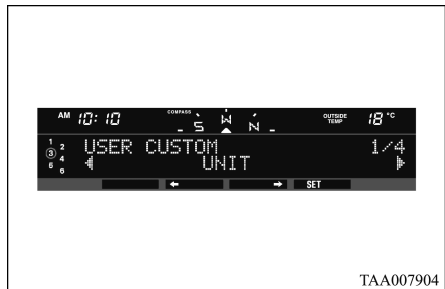 AM 10:10 COMPASS S W N OUTSIDE TEMP 18 °C
1 2 USER CUSTOM 1/4
3 4 UNIT
6 6
← → SET
TAA007904